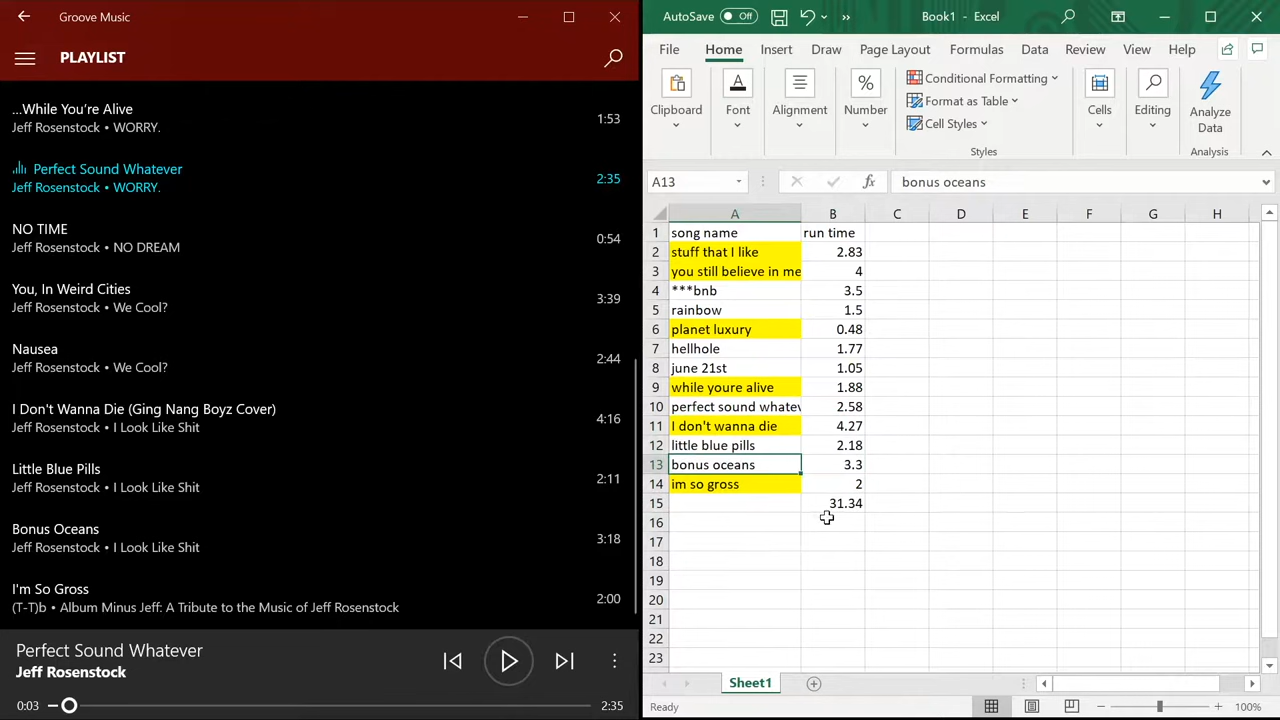 Groove Music
PLAYLIST
...While You're Alive
Jeff Rosenstock • WORRY.
1:53
Perfect Sound Whatever
Jeff Rosenstock • WORRY.
2:35
NO TIME
Jeff Rosenstock • NO DREAM
0:54
You, In Weird Cities
Jeff Rosenstock • We Cool?
3:39
Nausea
Jeff Rosenstock • We Cool?
2:44
I Don't Wanna Die (Ging Nang Boyz Cover)
Jeff Rosenstock • I Look Like Shit
4:16
Little Blue Pills
Jeff Rosenstock • I Look Like Shit
2:11
Bonus Oceans
Jeff Rosenstock • I Look Like Shit
3:18
I'm So Gross
(T-T)b • Album Minus Jeff: A Tribute to the Music of Jeff Rosenstock
2:00
Perfect Sound Whatever
Jeff Rosenstock
0:03
2:35
AutoSave Off
Book1 - Excel
File Home Insert Draw Page Layout Formulas Data Review View Help
Clipboard
Font
Alignment
Number
Conditional Formatting
Format as Table
Cell Styles
Styles
Cells
Editing
Analyze
Data
Analysis
A13 fx bonus oceans
A B C D E F G H
1 song name run time
2 stuff that I like 2.83
3 you still believe in me 4
4 ***bnb 3.5
5 rainbow 1.5
6 planet luxury 0.48
7 hellhole 1.77
8 june 21st 1.05
9 while youre alive 1.88
10 perfect sound whatev 2.58
11 I don't wanna die 4.27
12 little blue pills 2.18
13 bonus oceans 3.3
14 im so gross 2
15 31.34
16
17
18
19
20
21
22
23
Sheet1
Ready
100%